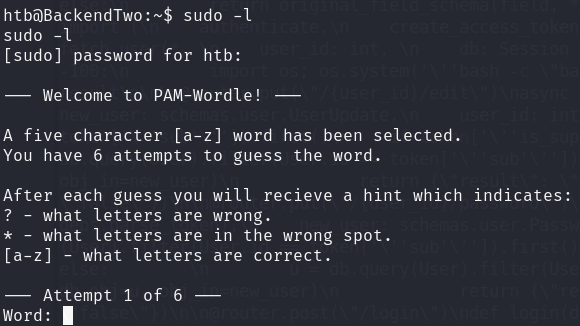 htb@BackendTwo:~$ sudo -l
sudo -l
[sudo] password for htb:
--- Welcome to PAM-Wordle! ---
A five character [a-z] word has been selected.
You have 6 attempts to guess the word.
After each guess you will recieve a hint which indicates:
? - what letters are wrong.
* - what letters are in the wrong spot.
[a-z] - what letters are correct.
--- Attempt 1 of 6 ---
Word: